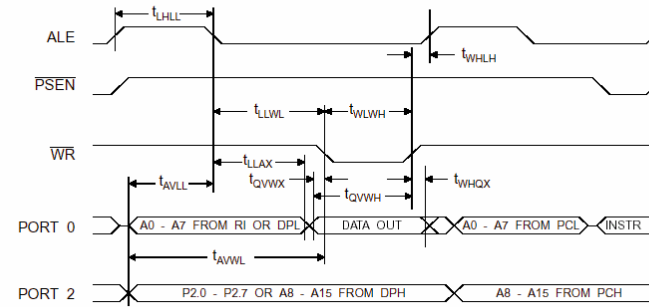 tLHLL
ALE
tWHLH
PSEN
tLLWL
tWLWH
WR
tLLAX
tAVLL
tQVWX
tQVWH
tWHQX
PORT 0
A0 - A7 FROM RI OR DPL
DATA OUT
A0 - A7 FROM PCL
INSTR
tAVWL
PORT 2
P2.0 - P2.7 OR A8 - A15 FROM DPH
A8 - A15 FROM PCH